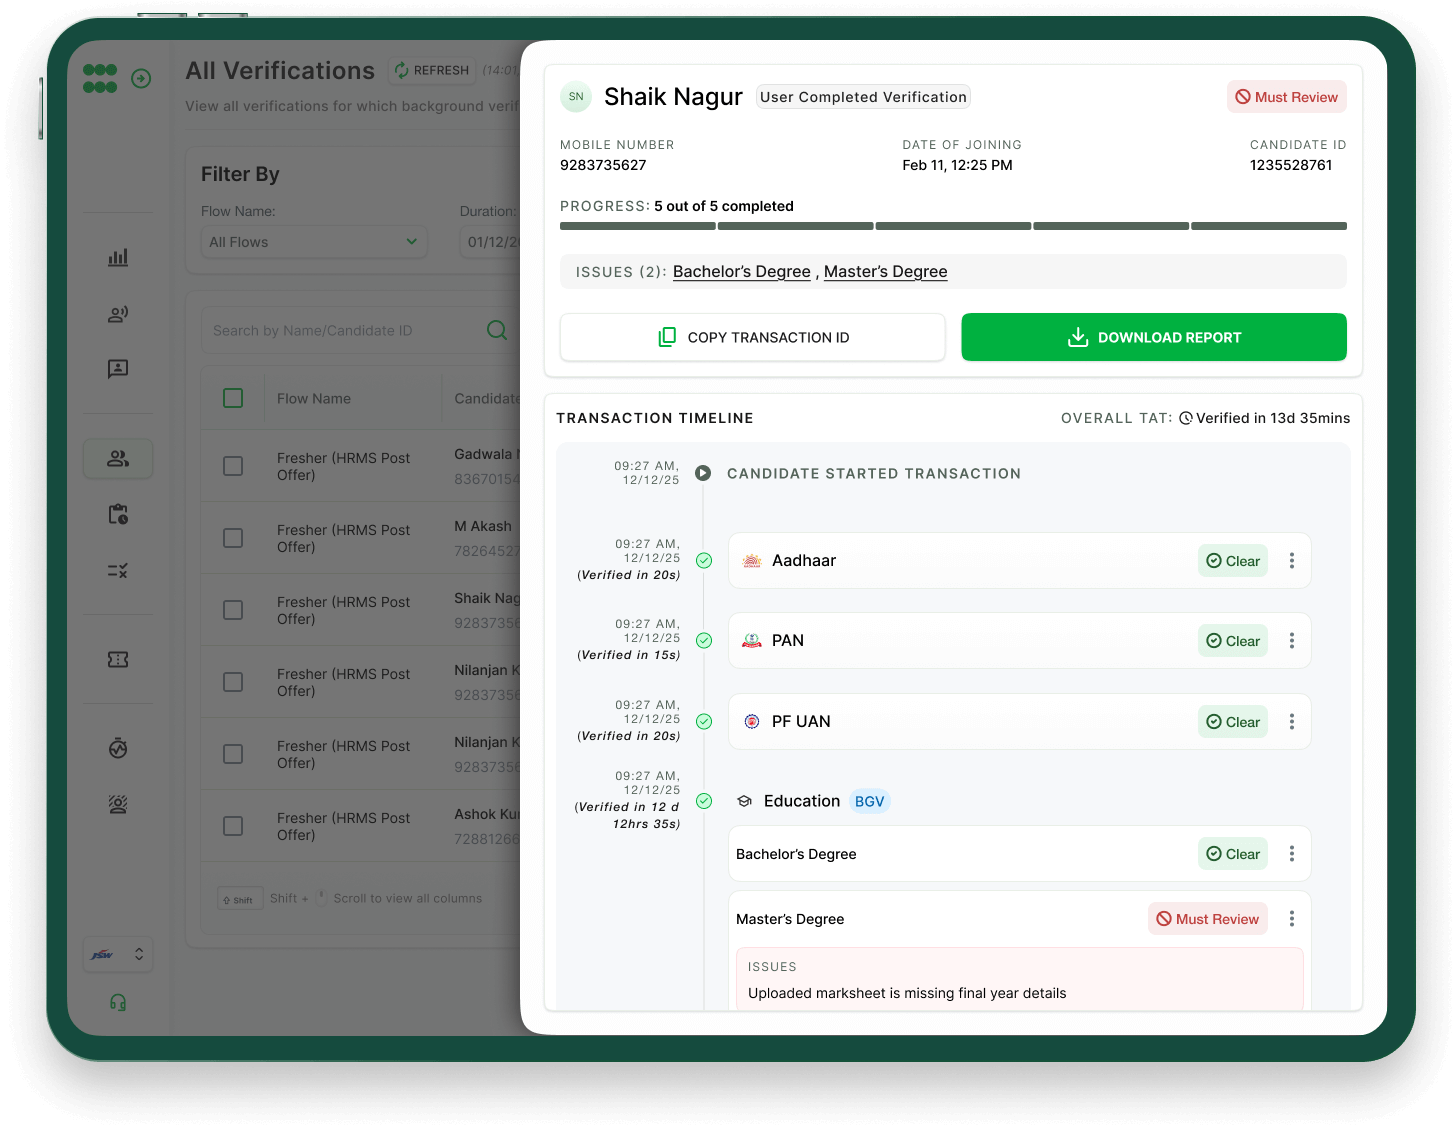 All Verifications
REFRESH
(14:01
View all verifications for which background verif
Filter By
Flow Name:
Duration:
All Flows
01/12/2
Search by Name/Candidate ID
Flow Name
Candidate
Fresher (HRMS Post Offer)
Gadwala
8367015
Fresher (HRMS Post Offer)
M Akash
7826452
Fresher (HRMS Post Offer)
Shaik Nag
9283735
Fresher (HRMS Post Offer)
Nilanjan K
9283735
Fresher (HRMS Post Offer)
Nilanjan K
9283735
Fresher (HRMS Post Offer)
Ashok Ku
7288126
Shift
Shift +
Scroll to view all columns
JSW
SN
Shaik Nagur
User Completed Verification
Must Review
MOBILE NUMBER
9283735627
DATE OF JOINING
Feb 11, 12:25 PM
CANDIDATE ID
1235528761
PROGRESS: 5 out of 5 completed
ISSUES (2): Bachelor's Degree , Master's Degree
COPY TRANSACTION ID
DOWNLOAD REPORT
TRANSACTION TIMELINE
OVERALL TAT: Verified in 13d 35mins
09:27 AM,
12/12/25
CANDIDATE STARTED TRANSACTION
09:27 AM,
12/12/25
(Verified in 20s)
Aadhaar
Clear
09:27 AM,
12/12/25
(Verified in 15s)
PAN
Clear
09:27 AM,
12/12/25
(Verified in 20s)
PF UAN
Clear
09:27 AM,
12/12/25
(Verified in 12 d
12hrs 35s)
Education
BGV
Bachelor's Degree
Clear
Master's Degree
Must Review
ISSUES
Uploaded marksheet is missing final year details